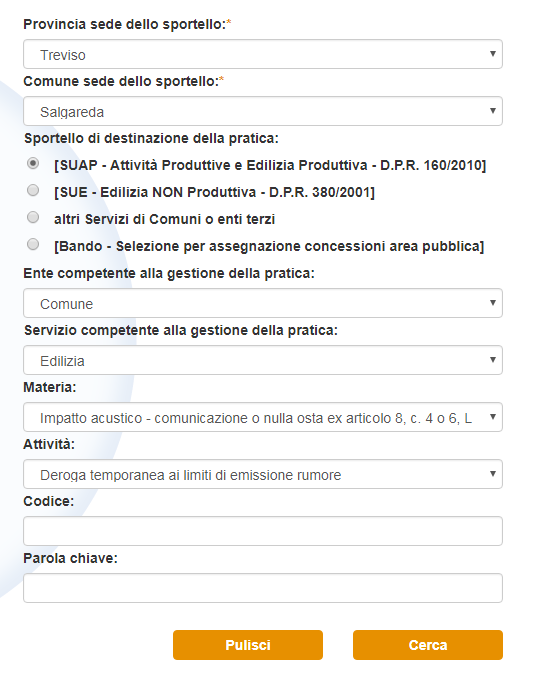 Provincia sede dello sportello:*
Treviso
Comune sede dello sportello:*
Salgareda
Sportello di destinazione della pratica:
[SUAP - Attività Produttive e Edilizia Produttiva - D.P.R. 160/2010]
[SUE - Edilizia NON Produttiva - D.P.R. 380/2001]
altri Servizi di Comuni o enti terzi
[Bando - Selezione per assegnazione concessioni area pubblica]
Ente competente alla gestione della pratica:
Comune
Servizio competente alla gestione della pratica:
Edilizia
Materia:
Impatto acustico - comunicazione o nulla osta ex articolo 8, c. 4 o 6, L
Attività:
Deroga temporanea ai limiti di emissione rumore
Codice:
Parola chiave:
Pulisci Cerca